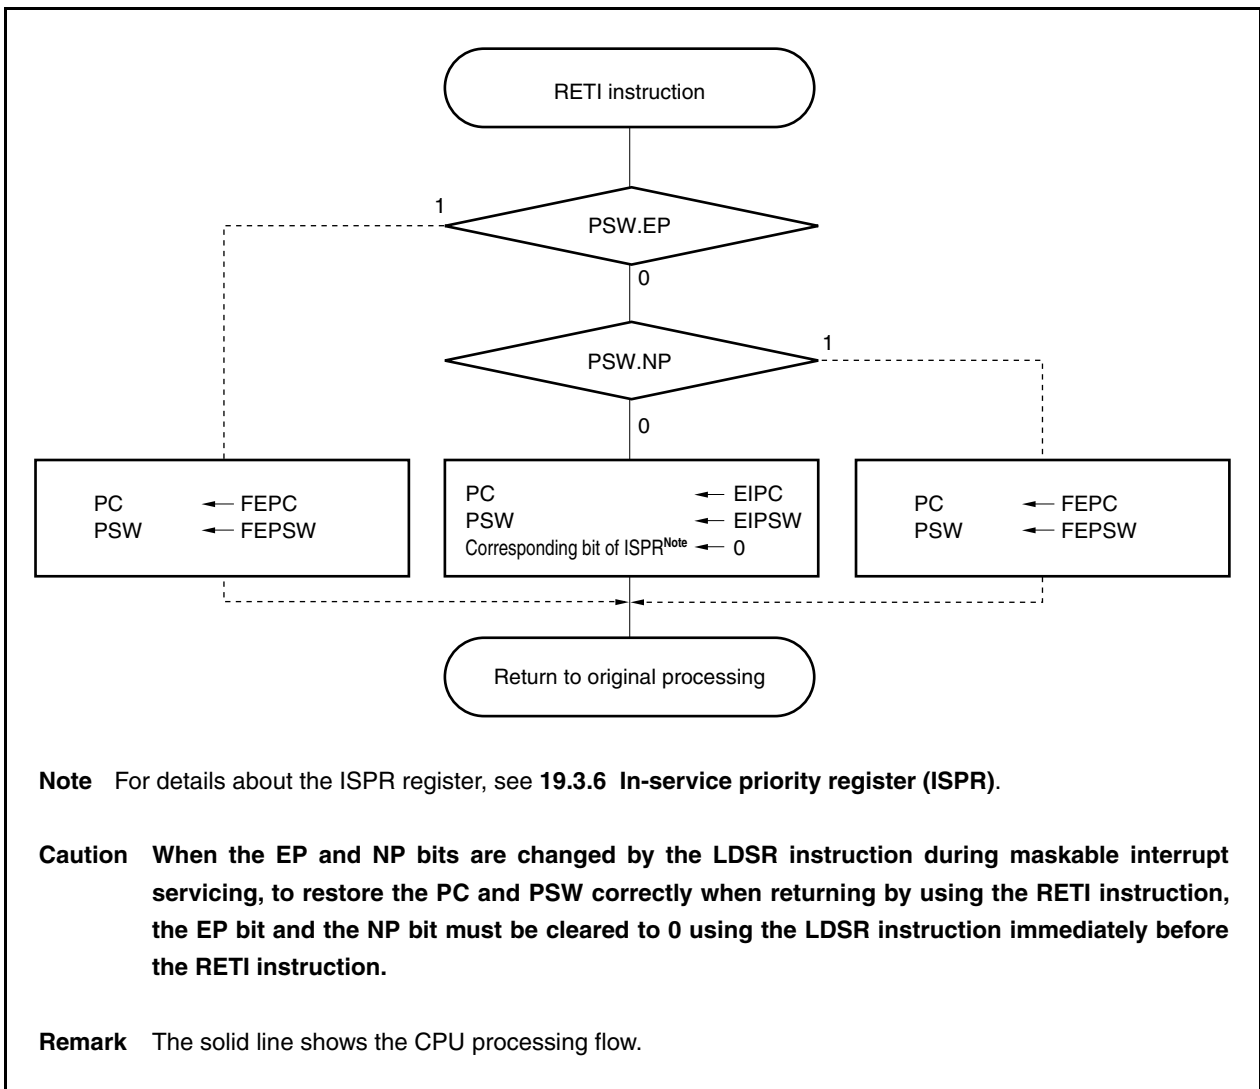 RETI instruction
1
PSW.EP
0
1
PSW.NP
0
PC ← FEPC
PSW ← FEPSW
PC ← EIPC
PSW ← EIPSW
Corresponding bit of ISPRNote ← 0
PC ← FEPC
PSW ← FEPSW
Return to original processing
Note For details about the ISPR register, see 19.3.6 In-service priority register (ISPR).
Caution When the EP and NP bits are changed by the LDSR instruction during maskable interrupt
servicing, to restore the PC and PSW correctly when returning by using the RETI instruction,
the EP bit and the NP bit must be cleared to 0 using the LDSR instruction immediately before
the RETI instruction.
Remark The solid line shows the CPU processing flow.